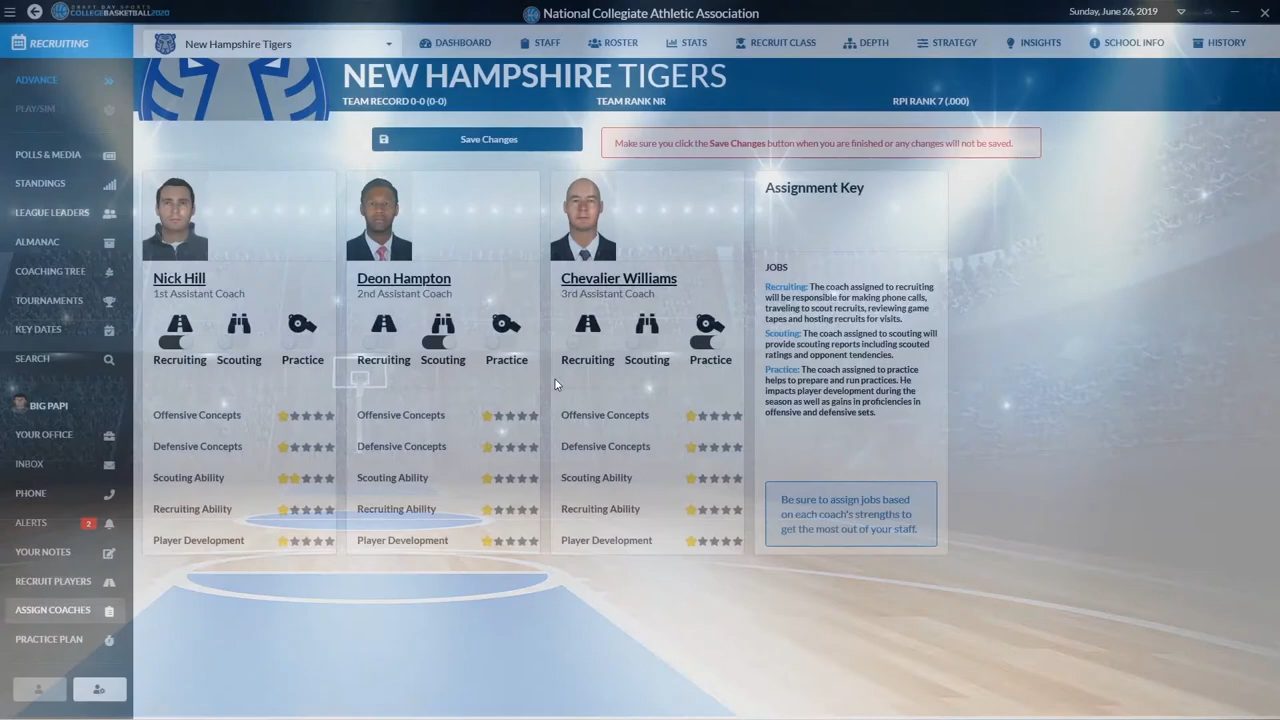 DRAFT DAY SPORTS
COLLEGEBASKETBALL2020
National Collegiate Athletic Association
Sunday, June 26, 2019
RECRUITING
New Hampshire Tigers
DASHBOARD
STAFF
ROSTER
STATS
RECRUIT CLASS
DEPTH
STRATEGY
INSIGHTS
SCHOOL INFO
HISTORY
ADVANCE
PLAY/SIM
POLLS & MEDIA
STANDINGS
LEAGUE LEADERS
ALMANAC
COACHING TREE
TOURNAMENTS
KEY DATES
SEARCH
BIG PAPI
YOUR OFFICE
INBOX
PHONE
ALERTS 2
YOUR NOTES
RECRUIT PLAYERS
ASSIGN COACHES
PRACTICE PLAN
NEW HAMPSHIRE TIGERS
TEAM RECORD 0-0 (0-0)
TEAM RANK NR
RPI RANK 7 (.000)
Save Changes
Make sure you click the Save Changes button when you are finished or any changes will not be saved.
Nick Hill
1st Assistant Coach
Recruiting Scouting Practice
Offensive Concepts
Defensive Concepts
Scouting Ability
Recruiting Ability
Player Development
Deon Hampton
2nd Assistant Coach
Recruiting Scouting Practice
Offensive Concepts
Defensive Concepts
Scouting Ability
Recruiting Ability
Player Development
Chevalier Williams
3rd Assistant Coach
Recruiting Scouting Practice
Offensive Concepts
Defensive Concepts
Scouting Ability
Recruiting Ability
Player Development
Assignment Key
JOBS
Recruiting: The coach assigned to recruiting
will be responsible for making phone calls,
traveling to scout recruits, reviewing game
tapes and hosting recruits for visits.
Scouting: The coach assigned to scouting will
provide scouting reports including scouted
ratings and opponent tendencies.
Practice: The coach assigned to practice
helps to prepare and run practices. He
impacts player development during the
season as well as gains in proficiencies in
offensive and defensive sets.
Be sure to assign jobs based
on each coach's strengths to
get the most out of your staff.